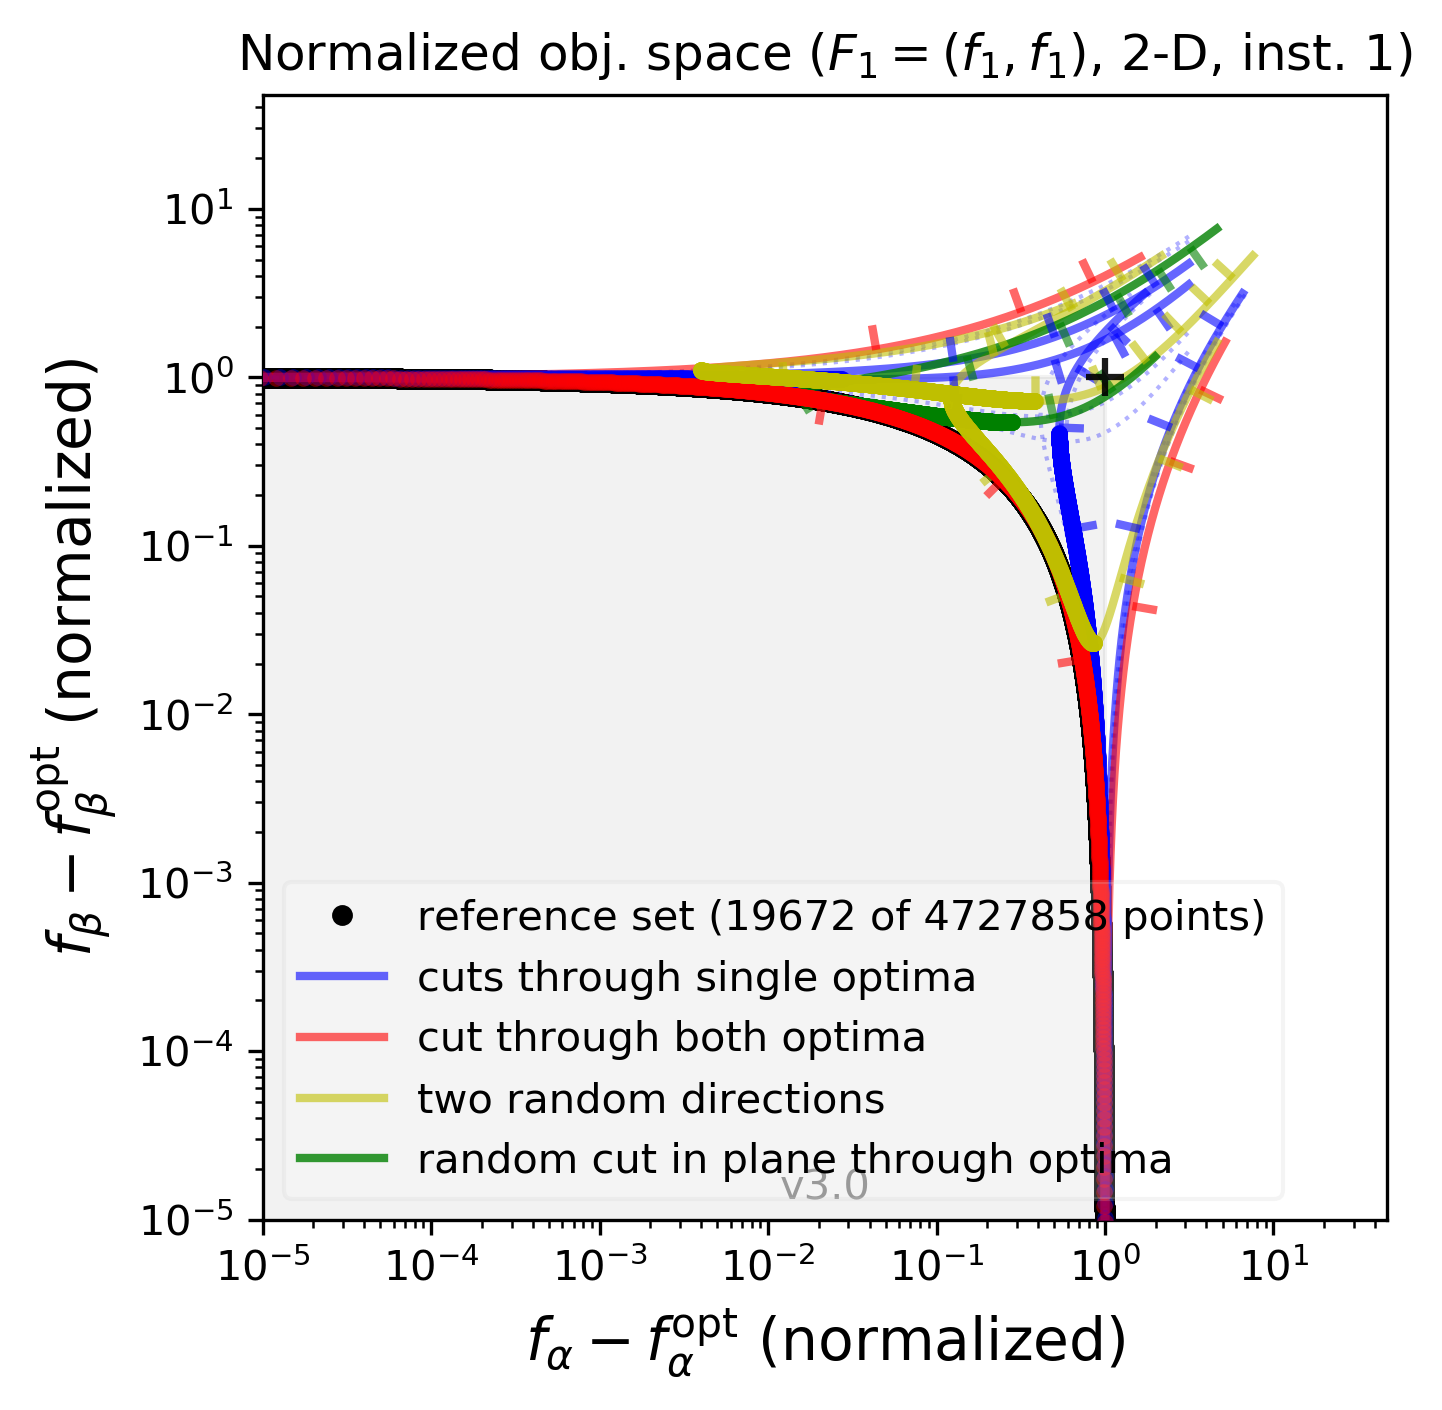 Normalized obj. space (F₁ = (f₁, f₁), 2-D, inst. 1)
10¹
10⁰
10⁻¹
10⁻²
10⁻³
10⁻⁴
10⁻⁵
f_β − f_β^opt (normalized)
reference set (19672 of 4727858 points)
cuts through single optima
cut through both optima
two random directions
random cut in plane through optima
v3.0
10⁻⁵
10⁻⁴
10⁻³
10⁻²
10⁻¹
10⁰
10¹
f_α − f_α^opt (normalized)